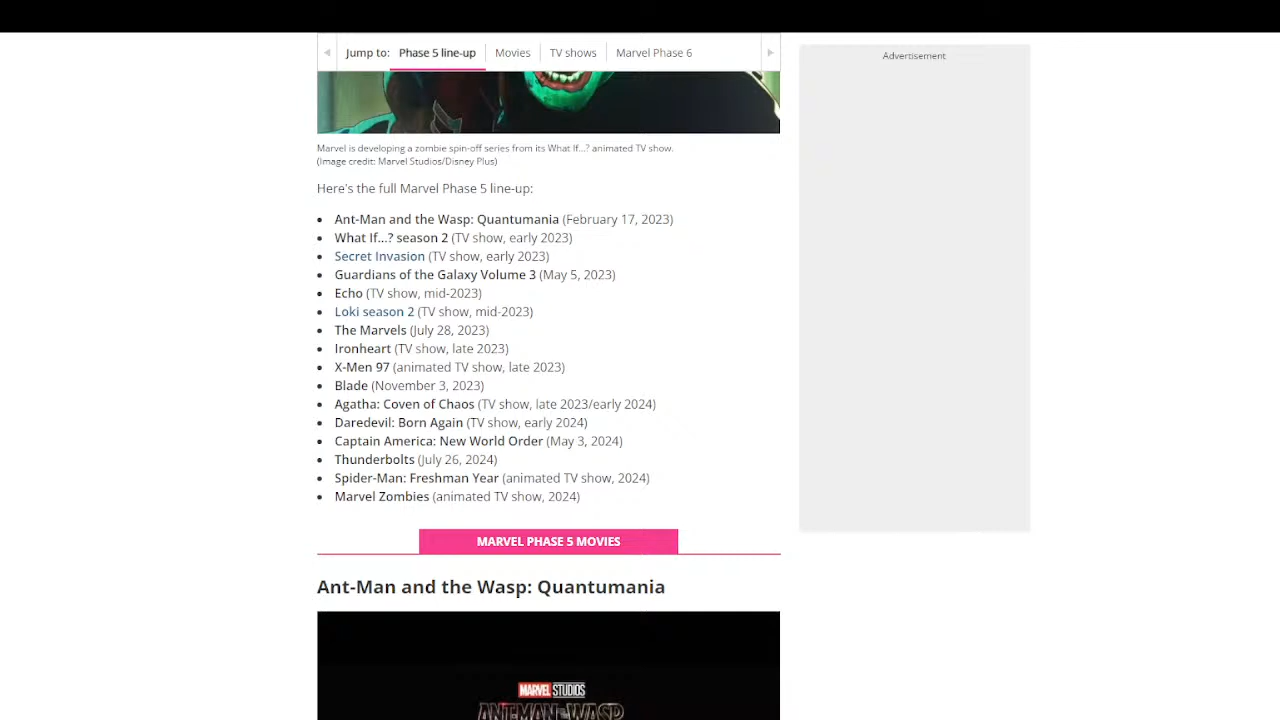 Jump to: Phase 5 line-up Movies TV shows Marvel Phase 6
Advertisement
Marvel is developing a zombie spin-off series from its What If...? animated TV show.
(Image credit: Marvel Studios/Disney Plus)
Here's the full Marvel Phase 5 line-up:
Ant-Man and the Wasp: Quantumania (February 17, 2023)
What If...? season 2 (TV show, early 2023)
Secret Invasion (TV show, early 2023)
Guardians of the Galaxy Volume 3 (May 5, 2023)
Echo (TV show, mid-2023)
Loki season 2 (TV show, mid-2023)
The Marvels (July 28, 2023)
Ironheart (TV show, late 2023)
X-Men 97 (animated TV show, late 2023)
Blade (November 3, 2023)
Agatha: Coven of Chaos (TV show, late 2023/early 2024)
Daredevil: Born Again (TV show, early 2024)
Captain America: New World Order (May 3, 2024)
Thunderbolts (July 26, 2024)
Spider-Man: Freshman Year (animated TV show, 2024)
Marvel Zombies (animated TV show, 2024)
MARVEL PHASE 5 MOVIES
Ant-Man and the Wasp: Quantumania
MARVEL STUDIOS
ANT-MAN AND THE WASP